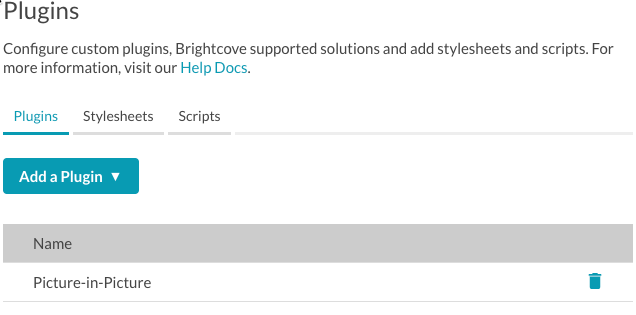 Plugins
Configure custom plugins, Brightcove supported solutions and add stylesheets and scripts. For
more information, visit our Help Docs.
Plugins Stylesheets Scripts
Add a Plugin ▼
Name
Picture-in-Picture